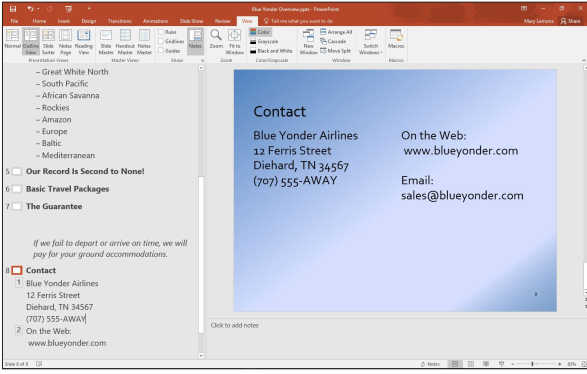 Blue Yonder Overview.pptx - PowerPoint
File Home Insert Design Transitions Animations Slide Show Review View Tell me what you want to do Mary Lemons Share
Normal Outline View Slide Sorter Notes Page Reading View
Presentation Views
Slide Master Handout Master Notes Master
Master Views
Ruler
Gridlines
Guides
Show
Notes
Zoom Fit to Window
Zoom
Color
Grayscale
Black and White
Color/Grayscale
New Window
Arrange All
Cascade
Move Split
Switch Windows
Window
Macros
Macros
– Great White North
– South Pacific
– African Savanna
– Rockies
– Amazon
– Europe
– Baltic
– Mediterranean
5 Our Record Is Second to None!
6 Basic Travel Packages
7 The Guarantee
If we fail to depart or arrive on time, we will
pay for your ground accommodations.
8 Contact
1 Blue Yonder Airlines
12 Ferris Street
Diehard, TN 34567
(707) 555-AWAY
2 On the Web:
www.blueyonder.com
Contact
Blue Yonder Airlines
12 Ferris Street
Diehard, TN 34567
(707) 555-AWAY
On the Web:
www.blueyonder.com
Email:
sales@blueyonder.com
8
Click to add notes
Slide 8 of 8
Notes
83%